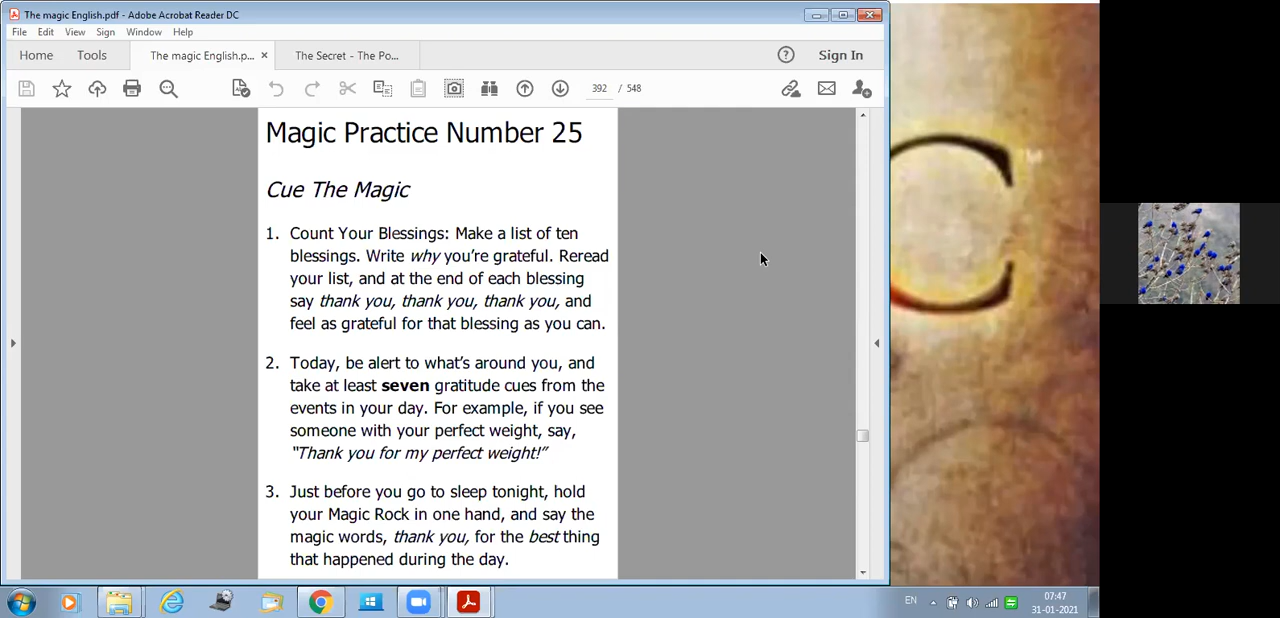 The magic English.pdf - Adobe Acrobat Reader DC
File Edit View Sign Window Help
Home Tools The magic English.p... × The Secret - The Po... ? Sign In
392 / 548
Magic Practice Number 25
Cue The Magic
1. Count Your Blessings: Make a list of ten
blessings. Write why you’re grateful. Reread
your list, and at the end of each blessing
say thank you, thank you, thank you, and
feel as grateful for that blessing as you can.
2. Today, be alert to what’s around you, and
take at least seven gratitude cues from the
events in your day. For example, if you see
someone with your perfect weight, say,
“Thank you for my perfect weight!”
3. Just before you go to sleep tonight, hold
your Magic Rock in one hand, and say the
magic words, thank you, for the best thing
that happened during the day.
C
TM
EN
07:47
31-01-2021